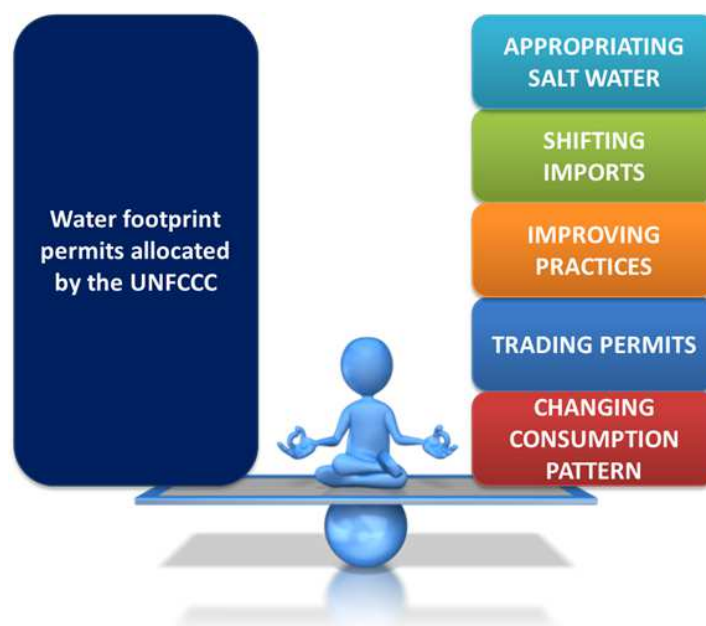 Water footprint
permits allocated
by the UNFCCC
APPROPRIATING
SALT WATER
SHIFTING
IMPORTS
IMPROVING
PRACTICES
TRADING PERMITS
CHANGING
CONSUMPTION
PATTERN